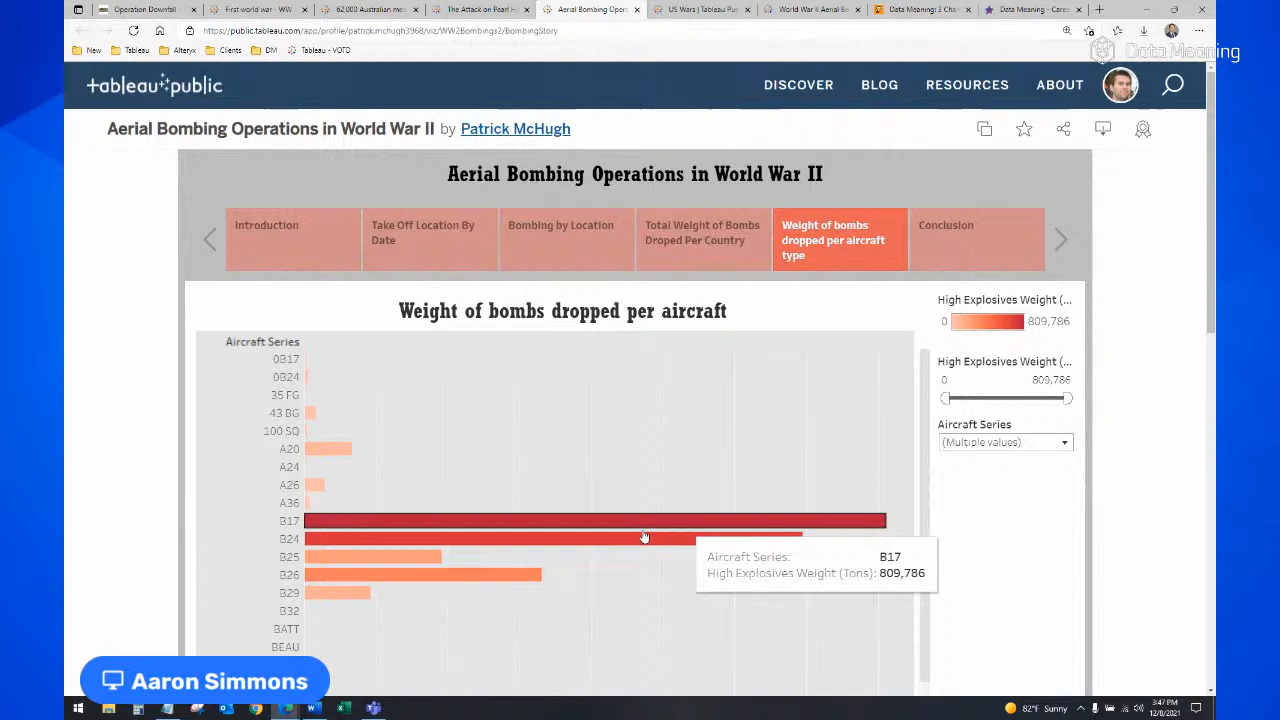 Operation Downfall
First world war - WW
62,000 Australian me
The Attack on Pearl Ha
Aerial Bombing Opera
US Wars | Tableau Pu
World War II Aerial Bo
Data Meaning: 3 Cha
Data Meaning - Cares
https://public.tableau.com/app/profile/patrick.mchugh3968/viz/WW2Bombings2/BombingStory
New
Tableau
Alteryx
Clients
DM
Tableau - VOTD
Data Meaning
+ableau+public
DISCOVER
BLOG
RESOURCES
ABOUT
Aerial Bombing Operations in World War II by Patrick McHugh
Aerial Bombing Operations in World War II
Introduction
Take Off Location By
Date
Bombing by Location
Total Weight of Bombs
Droped Per Country
Weight of bombs
dropped per aircraft
type
Conclusion
Weight of bombs dropped per aircraft
Aircraft Series
0B17
0B24
35 FG
43 BG
100 SQ
A20
A24
A26
A36
B17
B24
B25
B26
B29
B32
BATT
BEAU
Aircraft Series: B17
High Explosives Weight (Tons): 809,786
High Explosives Weight (...
0 809,786
High Explosives Weight (...
0 809,786
Aircraft Series
(Multiple values)
Aaron Simmons
82°F Sunny
3:47 PM
12/8/2021